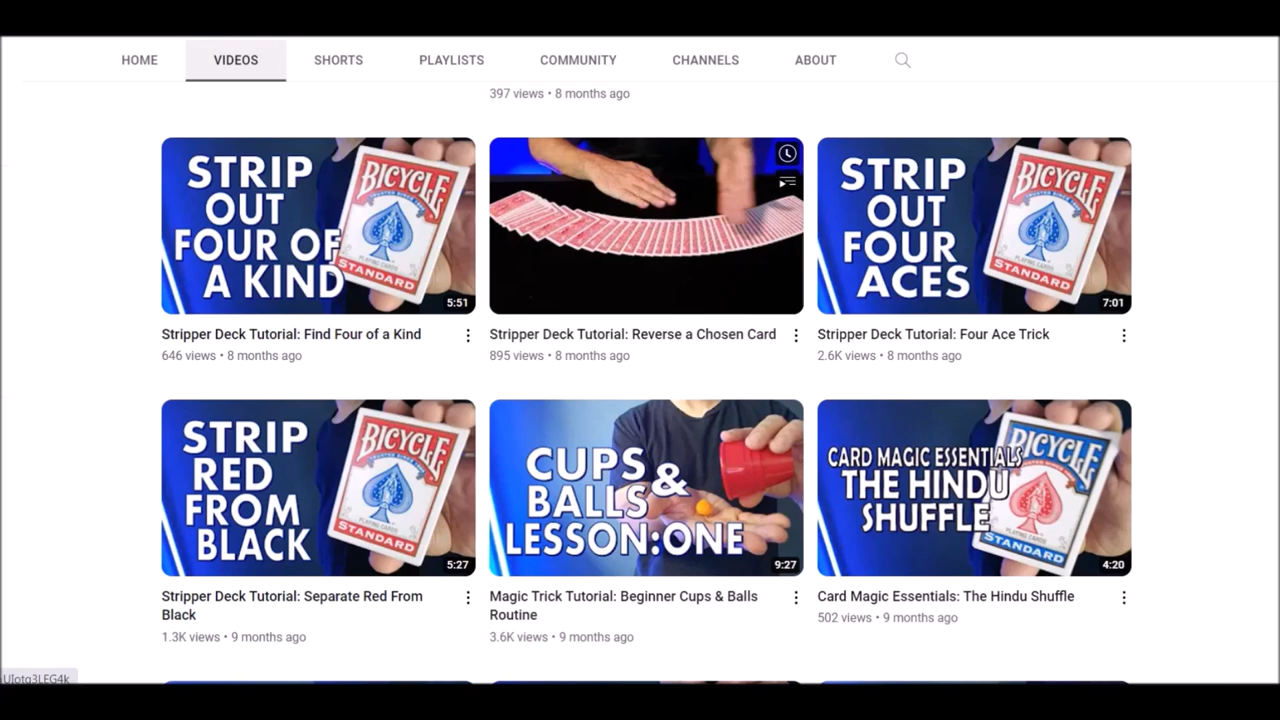 HOME VIDEOS SHORTS PLAYLISTS COMMUNITY CHANNELS ABOUT
397 views • 8 months ago
STRIP
OUT
FOUR OF
A KIND
BICYCLE
STANDARD
5:51
STRIP
OUT
FOUR
ACES
BICYCLE
STANDARD
7:01
Stripper Deck Tutorial: Find Four of a Kind
646 views • 8 months ago
Stripper Deck Tutorial: Reverse a Chosen Card
895 views • 8 months ago
Stripper Deck Tutorial: Four Ace Trick
2.6K views • 8 months ago
STRIP
RED
FROM
BLACK
BICYCLE
PLAYING CARDS
STANDARD
5:27
CUPS &
BALLS
LESSON:ONE
9:27
CARD MAGIC ESSENTIALS
THE HINDU
SHUFFLE
BICYCLE
STANDARD
4:20
Stripper Deck Tutorial: Separate Red From
Black
1.3K views • 9 months ago
Magic Trick Tutorial: Beginner Cups & Balls
Routine
3.6K views • 9 months ago
Card Magic Essentials: The Hindu Shuffle
502 views • 9 months ago